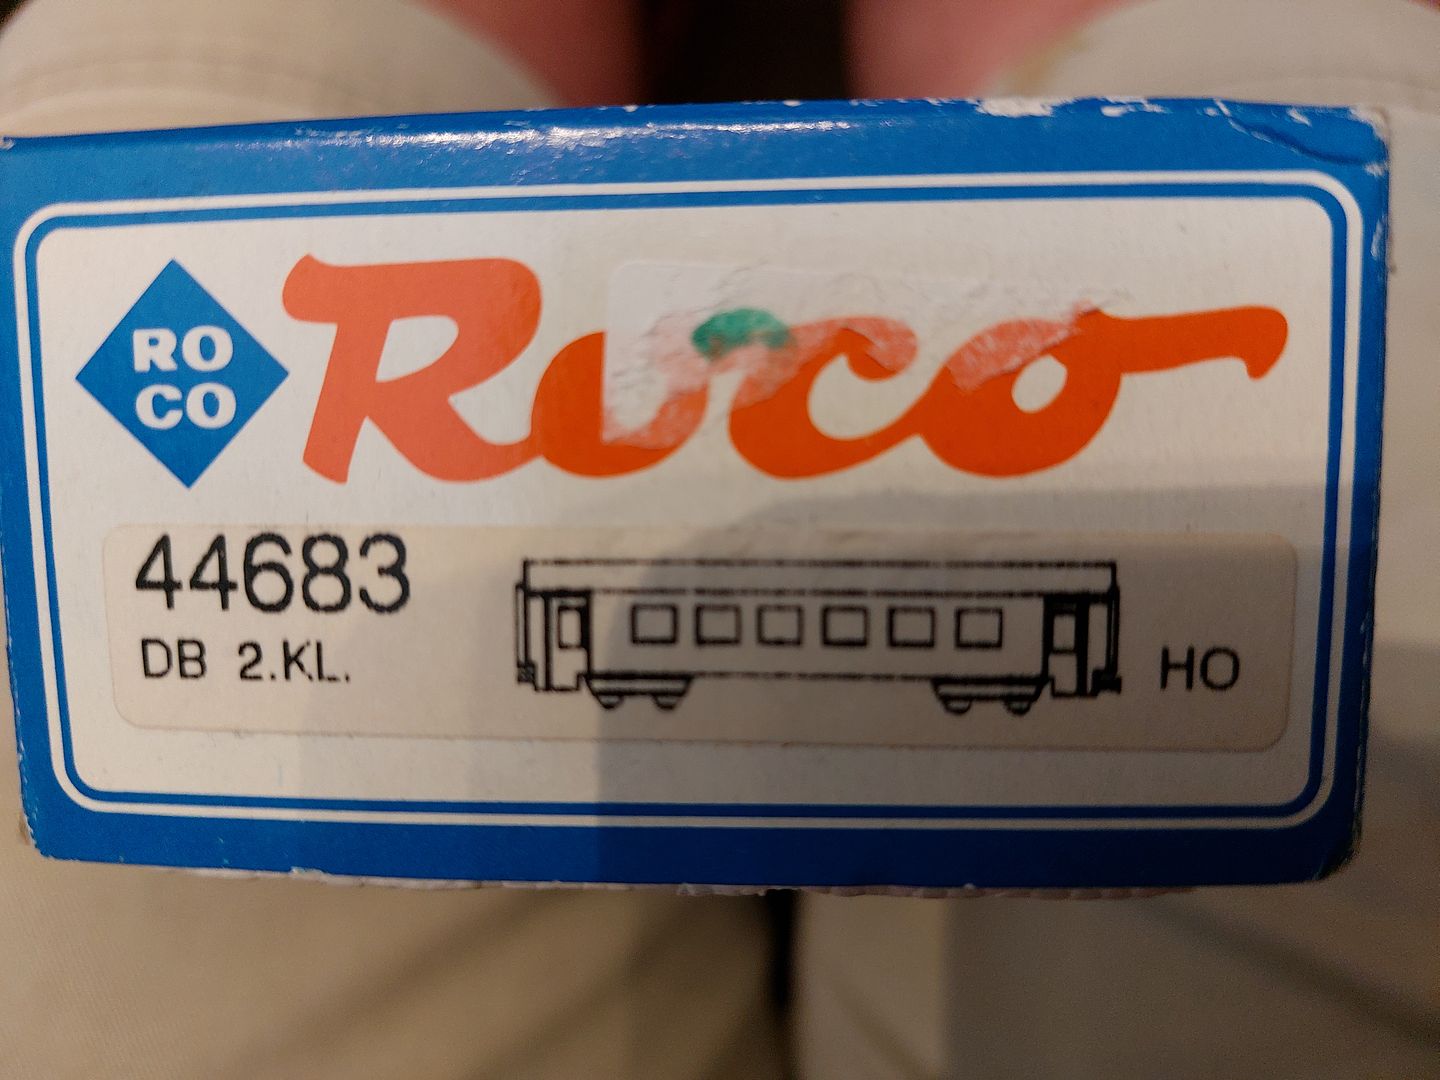 RO
CO
Roco
44683
DB 2.KL.
HO